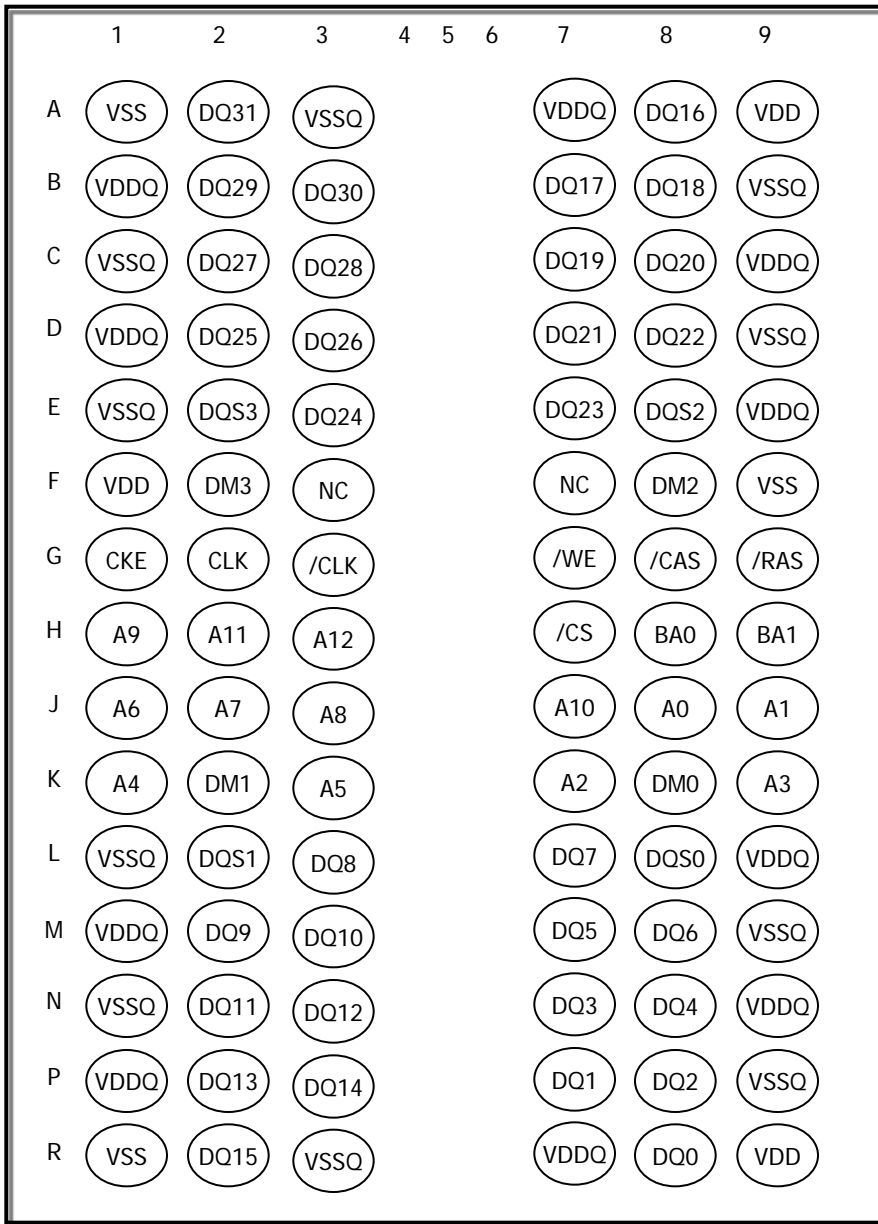 1 2 3 4 5 6 7 8 9
A VSS DQ31 VSSQ VDDQ DQ16 VDD
B VDDQ DQ29 DQ30 DQ17 DQ18 VSSQ
C VSSQ DQ27 DQ28 DQ19 DQ20 VDDQ
D VDDQ DQ25 DQ26 DQ21 DQ22 VSSQ
E VSSQ DQS3 DQ24 DQ23 DQS2 VDDQ
F VDD DM3 NC NC DM2 VSS
G CKE CLK /CLK /WE /CAS /RAS
H A9 A11 A12 /CS BA0 BA1
J A6 A7 A8 A10 A0 A1
K A4 DM1 A5 A2 DM0 A3
L VSSQ DQS1 DQ8 DQ7 DQS0 VDDQ
M VDDQ DQ9 DQ10 DQ5 DQ6 VSSQ
N VSSQ DQ11 DQ12 DQ3 DQ4 VDDQ
P VDDQ DQ13 DQ14 DQ1 DQ2 VSSQ
R VSS DQ15 VSSQ VDDQ DQ0 VDD